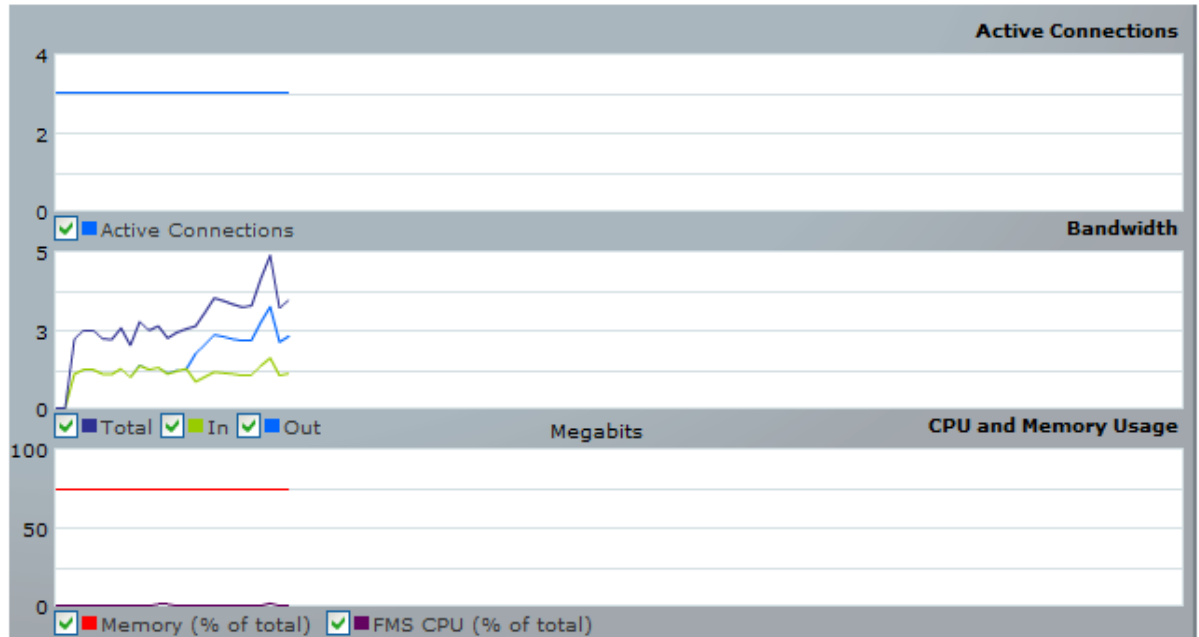 Active Connections
4
2
0
Active Connections
Bandwidth
5
3
0
Total In Out
Megabits
CPU and Memory Usage
100
50
0
Memory (% of total) FMS CPU (% of total)